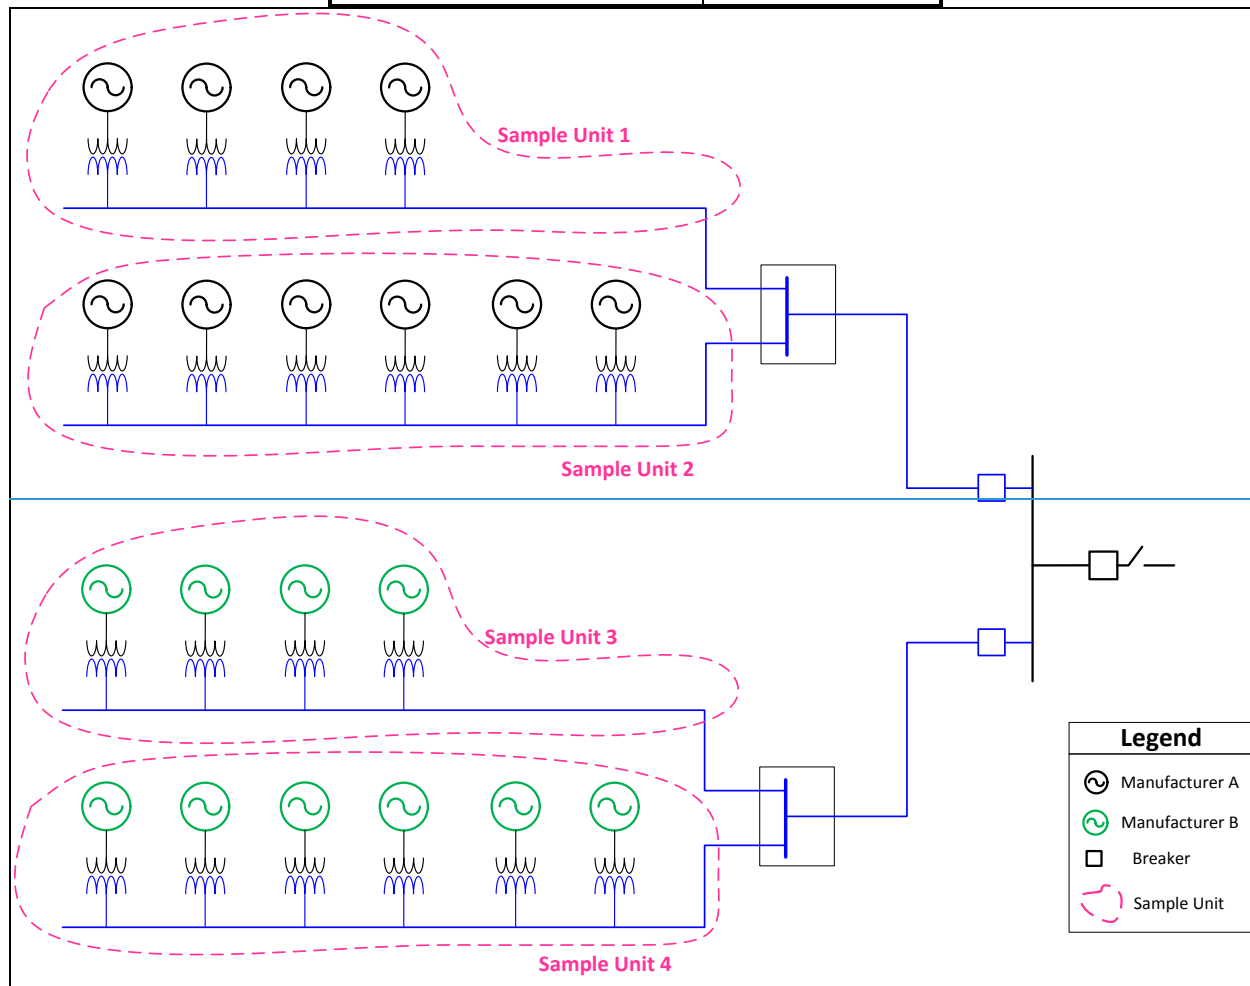 Sample Unit 1
Sample Unit 2
Sample Unit 3
Sample Unit 4
Legend
Manufacturer A
Manufacturer B
Breaker
Sample Unit